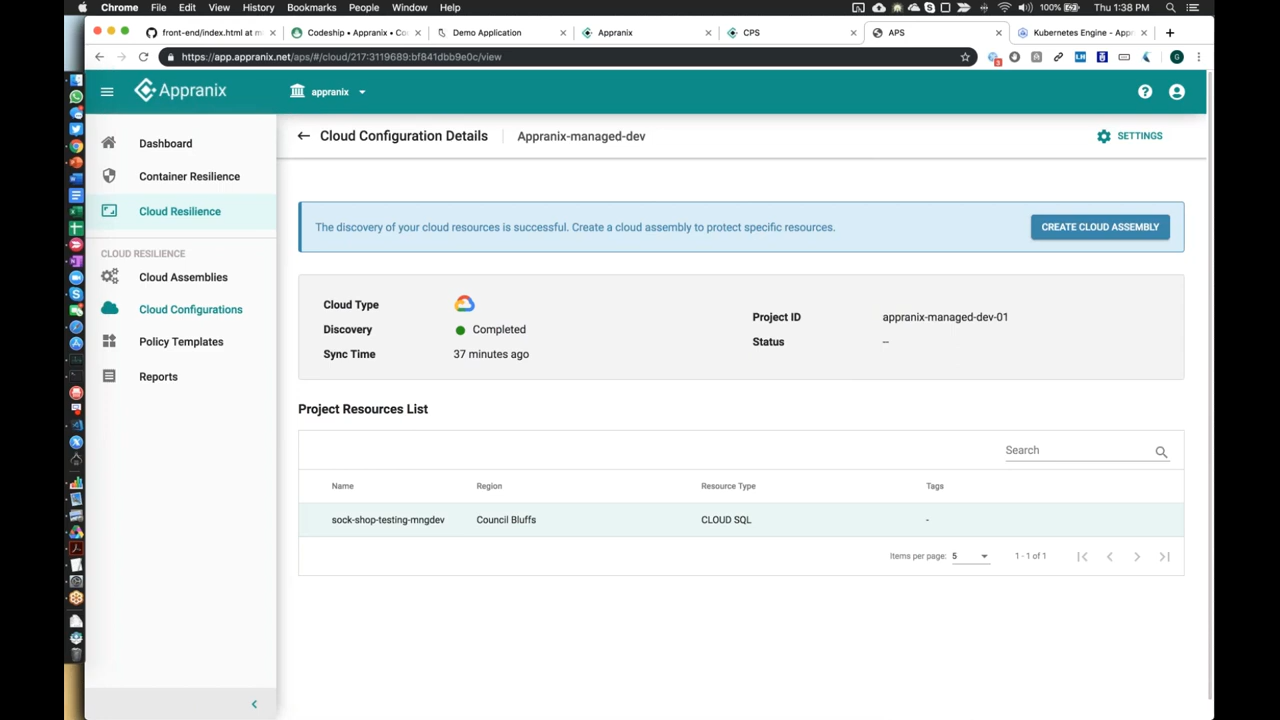 Chrome File Edit View History Bookmarks People Window Help 100% Thu 1:38 PM
front-end/index.html at m Codeship • Appranix • Co Demo Application Appranix CPS APS Kubernetes Engine - Appr
https://app.appranix.net/aps/#/cloud/217:3119689:bf841dbb9e0c/view
Appranix appranix
Cloud Configuration Details Appranix-managed-dev SETTINGS
Dashboard
Container Resilience
Cloud Resilience
CLOUD RESILIENCE
Cloud Assemblies
Cloud Configurations
Policy Templates
Reports
The discovery of your cloud resources is successful. Create a cloud assembly to protect specific resources. CREATE CLOUD ASSEMBLY
Cloud Type
Discovery Completed
Sync Time 37 minutes ago
Project ID appranix-managed-dev-01
Status --
Project Resources List
Search
Name Region Resource Type Tags
sock-shop-testing-mngdev Council Bluffs CLOUD SQL -
Items per page: 5 1 - 1 of 1